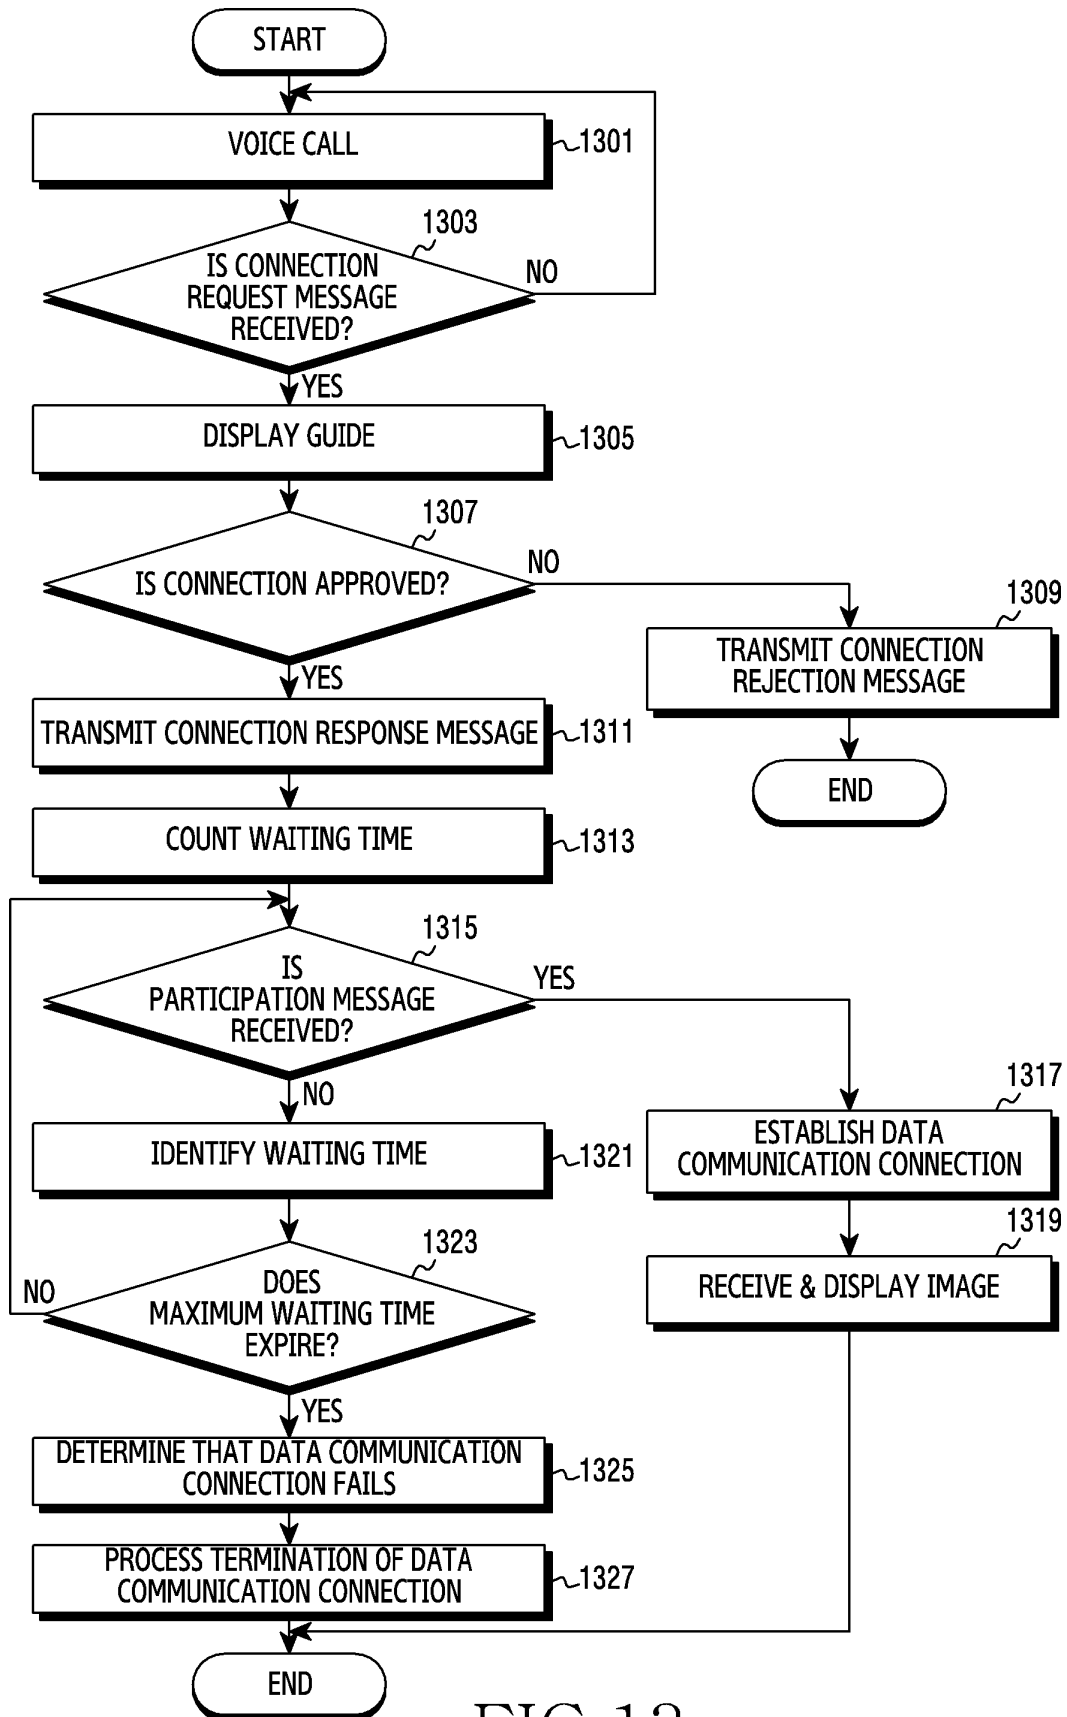 START
VOICE CALL
1301
1303
IS CONNECTION
REQUEST MESSAGE
RECEIVED?
NO
YES
DISPLAY GUIDE
1305
1307
IS CONNECTION APPROVED?
NO
1309
TRANSMIT CONNECTION
REJECTION MESSAGE
END
YES
TRANSMIT CONNECTION RESPONSE MESSAGE
1311
COUNT WAITING TIME
1313
1315
IS
PARTICIPATION MESSAGE
RECEIVED?
YES
1317
ESTABLISH DATA
COMMUNICATION CONNECTION
1319
RECEIVE & DISPLAY IMAGE
NO
IDENTIFY WAITING TIME
1321
1323
DOES
MAXIMUM WAITING TIME
EXPIRE?
NO
YES
DETERMINE THAT DATA COMMUNICATION
CONNECTION FAILS
1325
PROCESS TERMINATION OF DATA
COMMUNICATION CONNECTION
1327
END